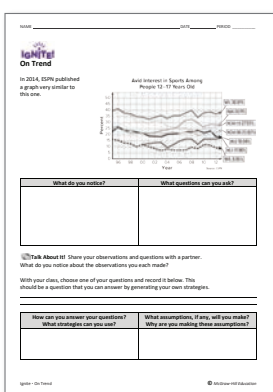 NAME DATE PERIOD
IGNITE!
On Trend
In 2014, ESPN published
a graph very similar to
this one.
Avid Interest in Sports Among
People 12–17 Years Old
Percent
Year
What do you notice? What questions can you ask?
Talk About It! Share your observations and questions with a partner.
What do you notice about the observations you each made?
With your class, choose one of your questions and record it below. This
should be a question that you can answer by generating your own strategies.
How can you answer your questions? What assumptions, if any, will you make?
What strategies can you use? Why are you making these assumptions?
Ignite - On Trend © McGraw-Hill Education